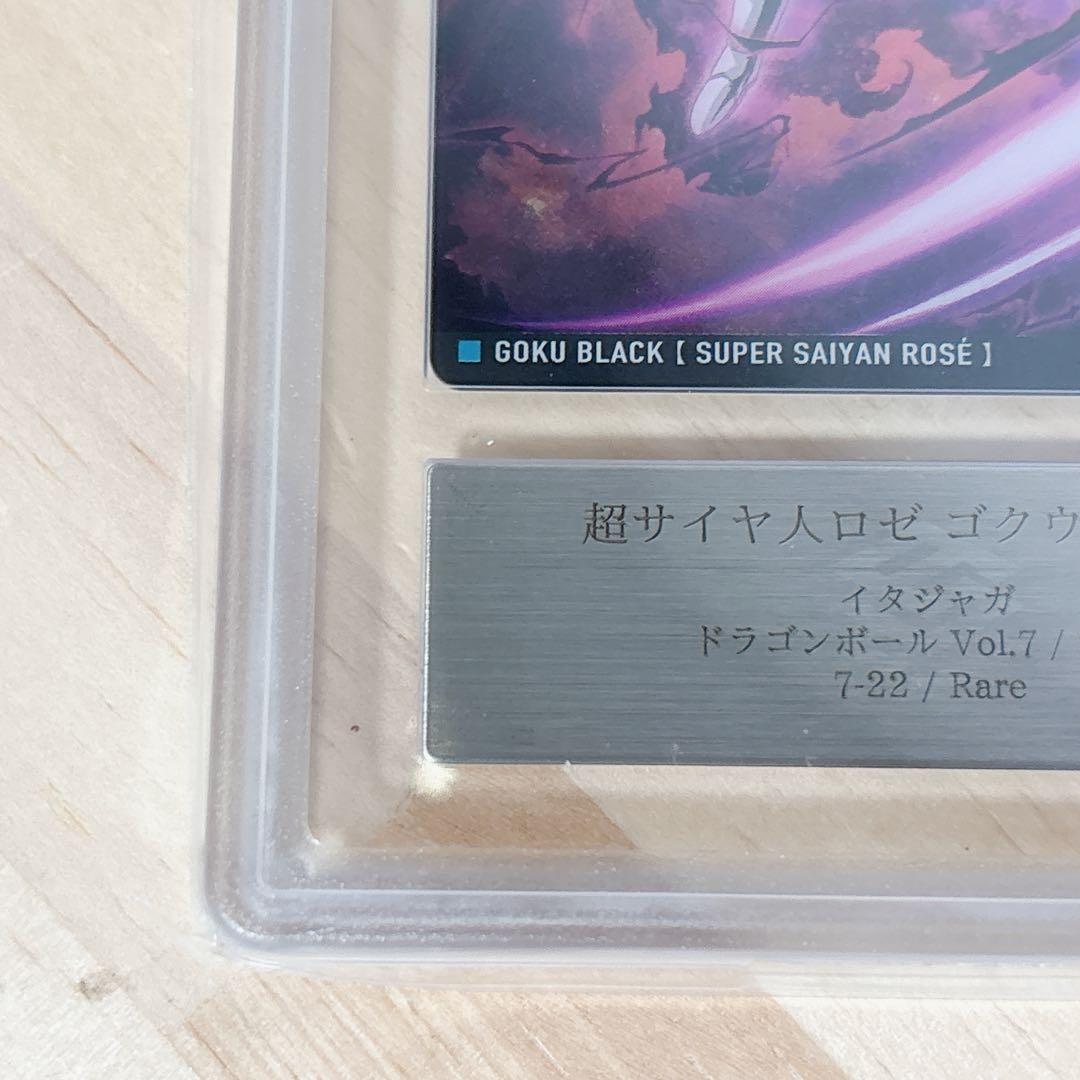 GOKU BLACK [ SUPER SAIYAN ROSÉ ]
超サイヤ人ロゼ ゴクウ
イタジャガ
ドラゴンボール Vol.7 /
7-22 / Rare